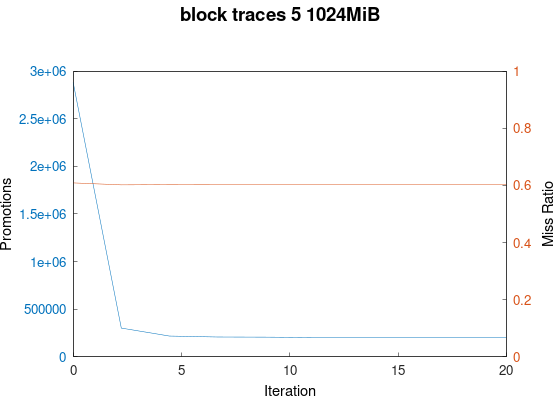 block traces 5 1024MiB
3e+06
2.5e+06
2e+06
1.5e+06
1e+06
500000
0
Promotions
1
0.8
0.6
0.4
0.2
0
Miss Ratio
0 5 10 15 20
Iteration